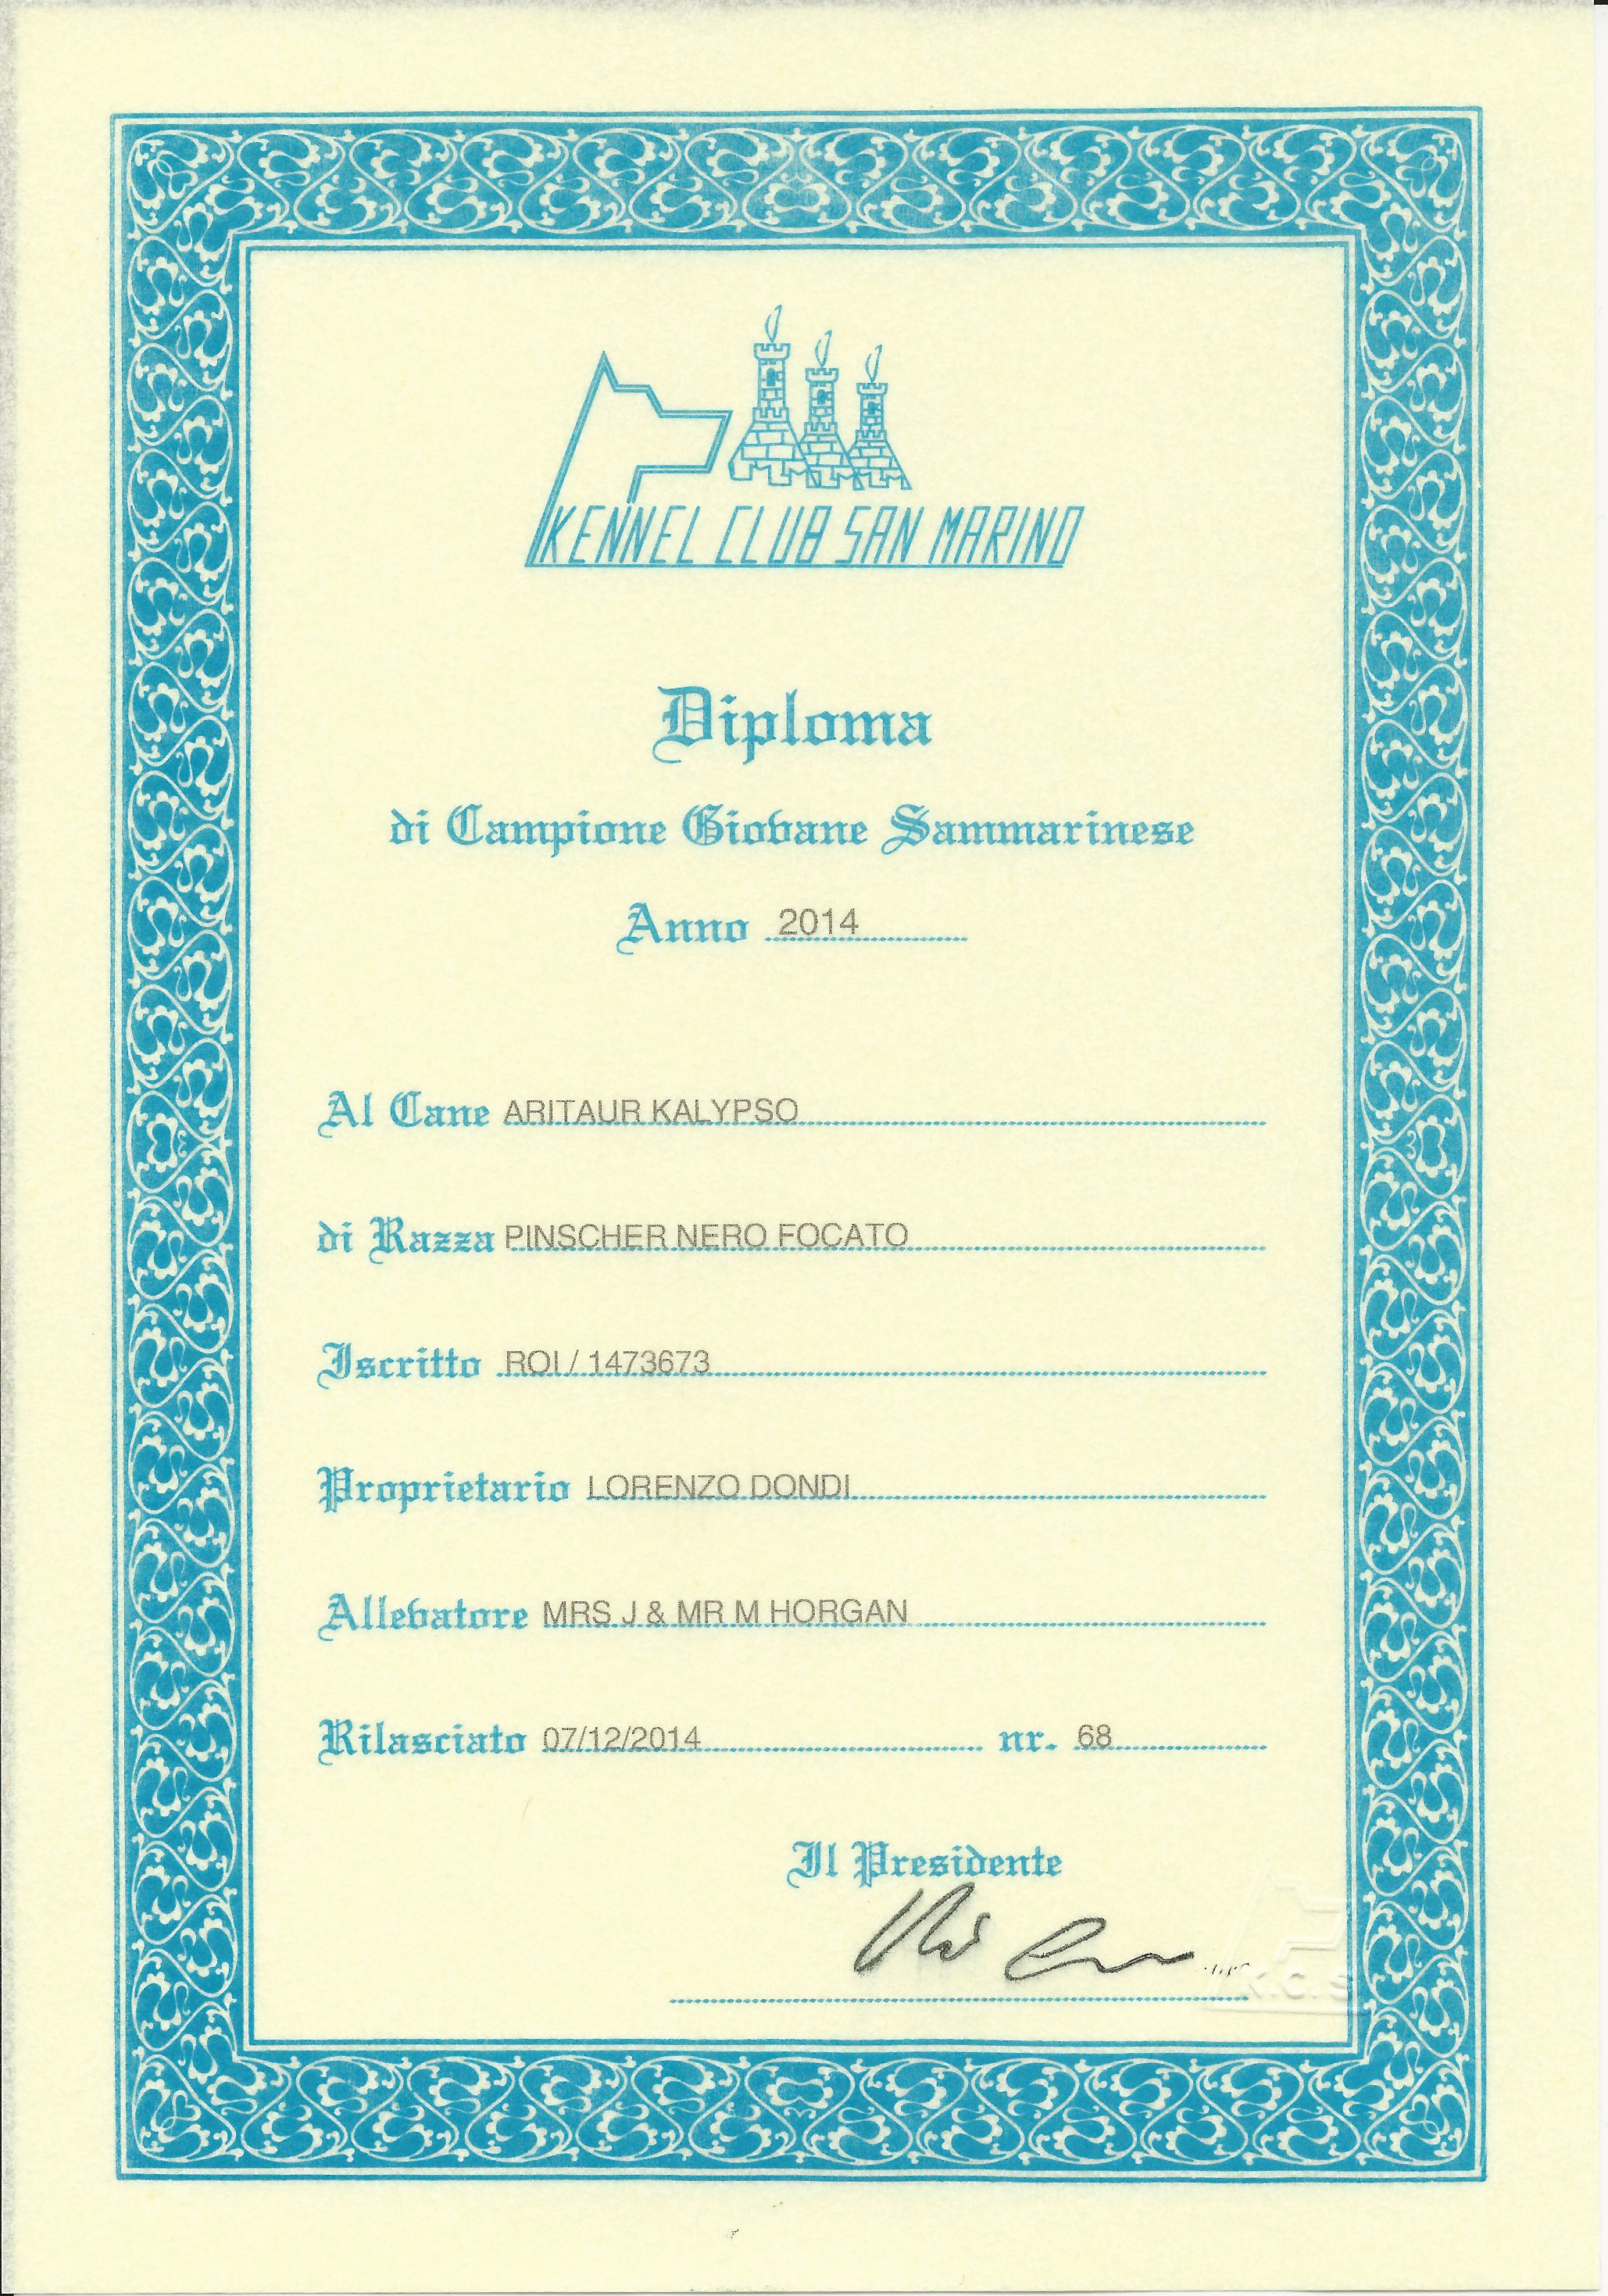 KENNEL CLUB SAN MARINO
Diploma
di Campione Giovane Sammarinese
Anno 2014
Al Cane ARITAUR KALYPSO
di Razza PINSCHER NERO FOCATO
Iscritto ROI / 1473673
Proprietario LORENZO DONDI
Allevatore MRS J & MR M HORGAN
Rilasciato 07/12/2014 nr. 68
Il Presidente
K.C.S